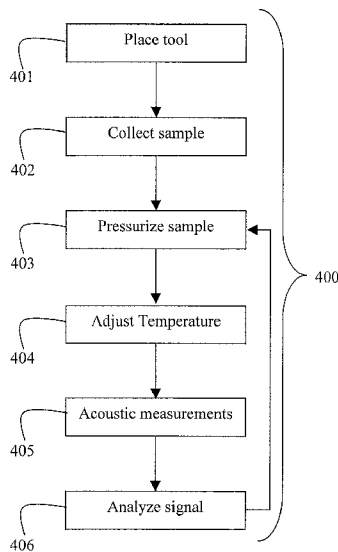 Place tool
401
Collect sample
402
Pressurize sample
403
400
Adjust Temperature
404
Acoustic measurements
405
Analyze signal
406